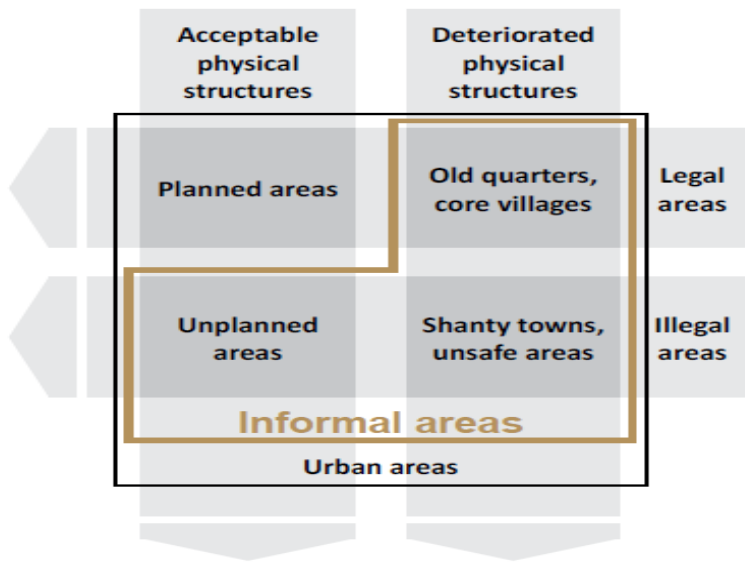 Acceptable
physical
structures
Deteriorated
physical
structures
Planned areas
Old quarters,
core villages
Legal
areas
Unplanned
areas
Shanty towns,
unsafe areas
Illegal
areas
Informal areas
Urban areas